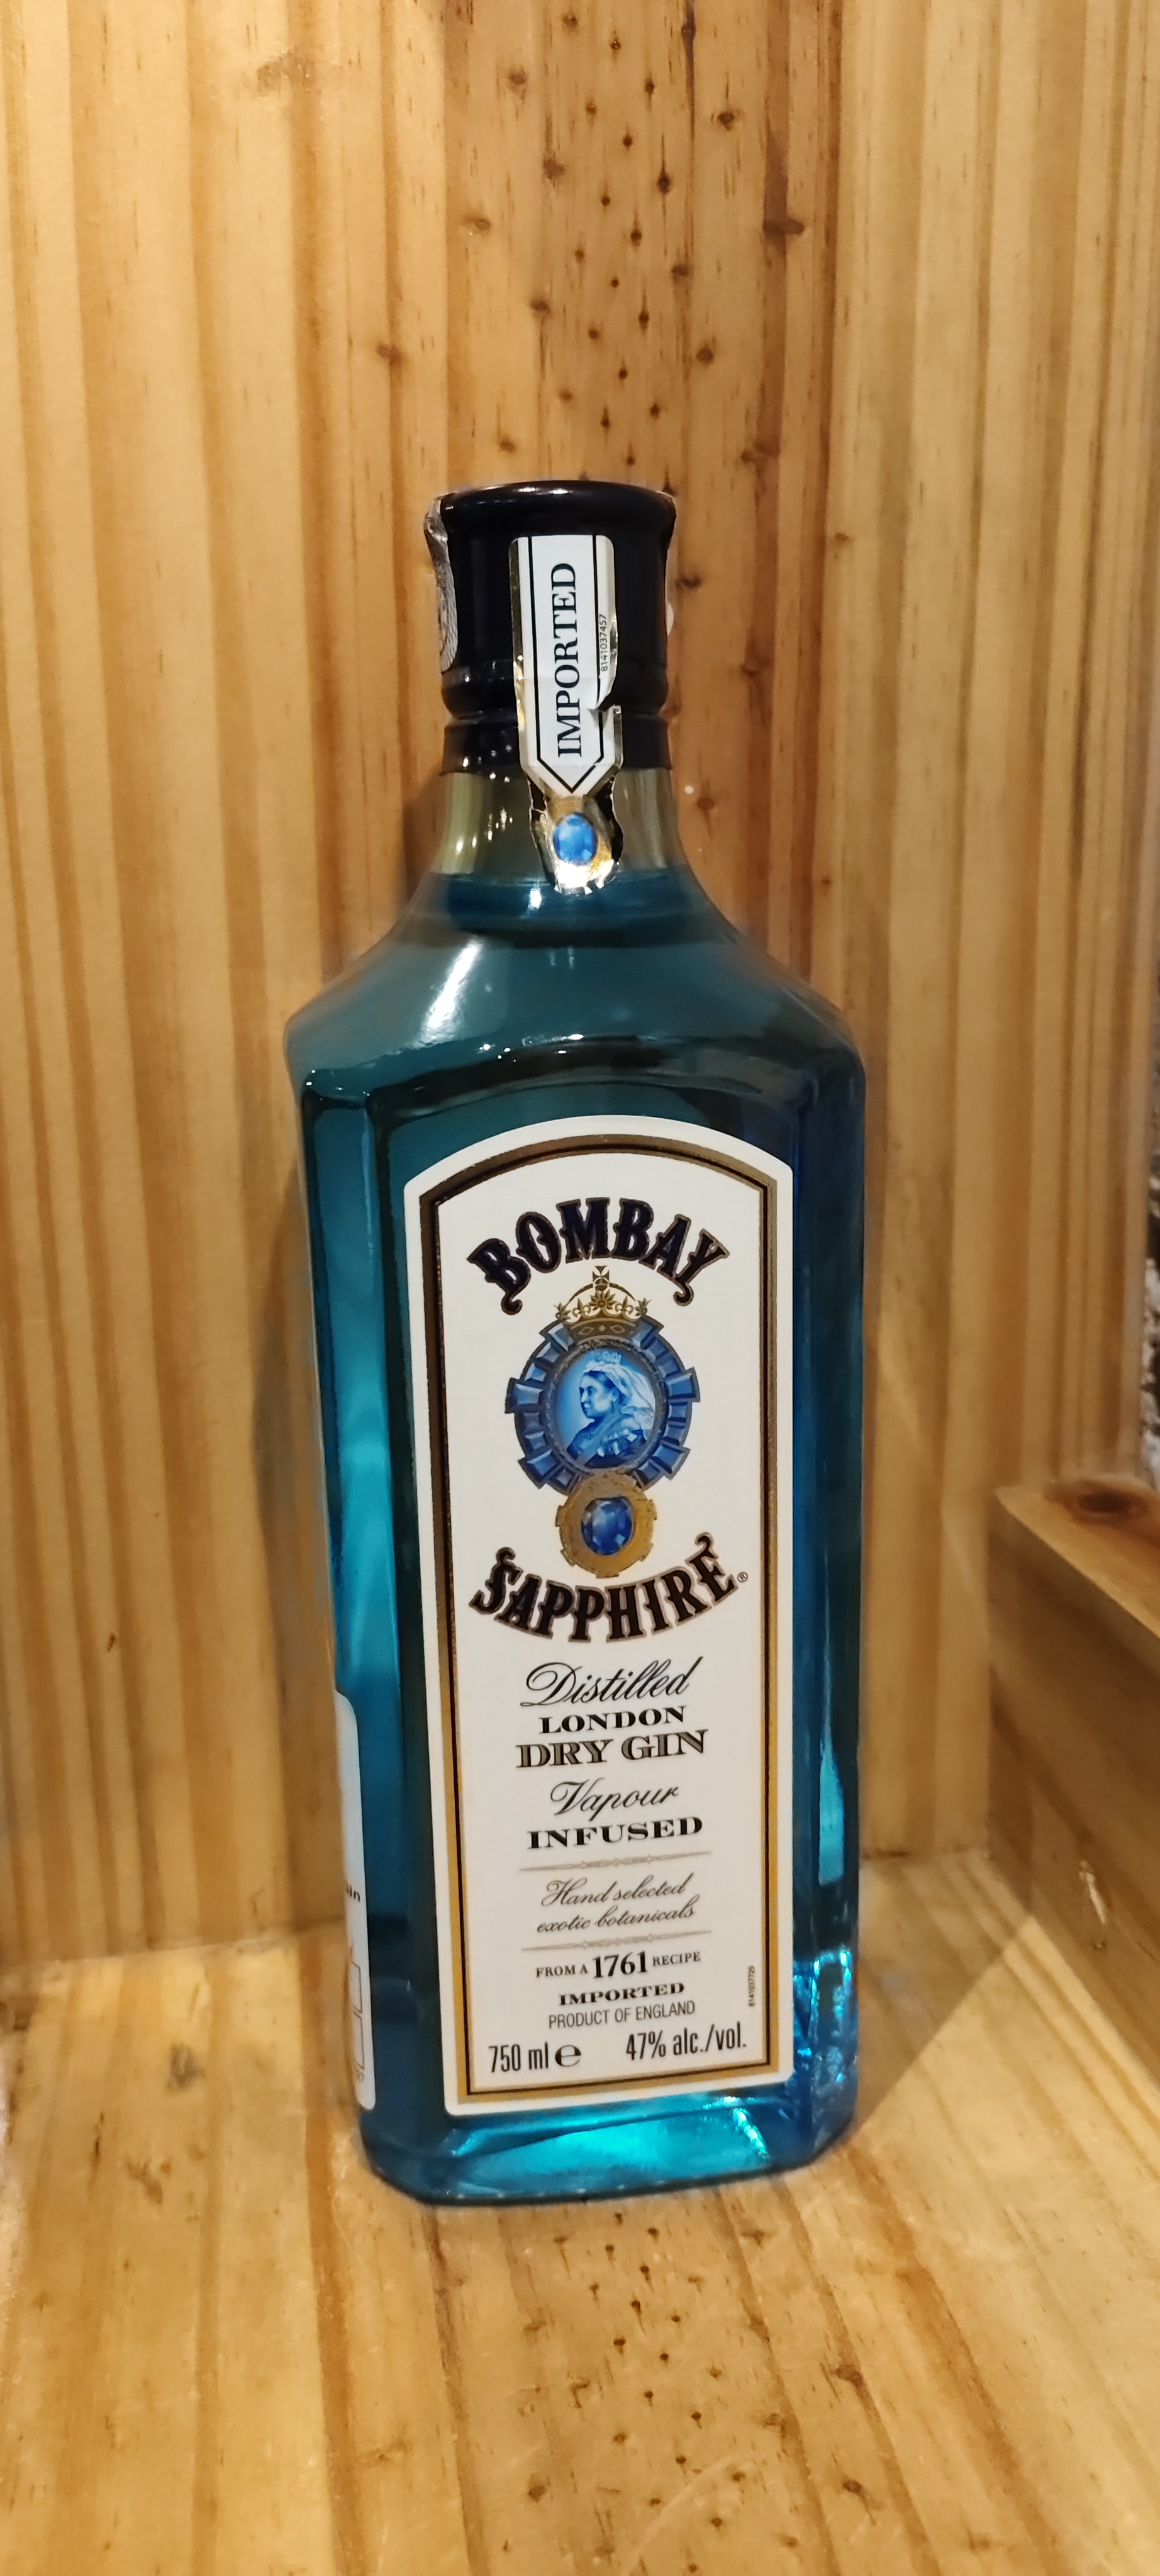 IMPORTED
8141037457
BOMBAY
SAPPHIRE®
Distilled
LONDON
DRY GIN
Vapour
INFUSED
Hand selected
exotic botanicals
FROM A 1761 RECIPE
IMPORTED
PRODUCT OF ENGLAND
750 ml ℮ 47% alc./vol.